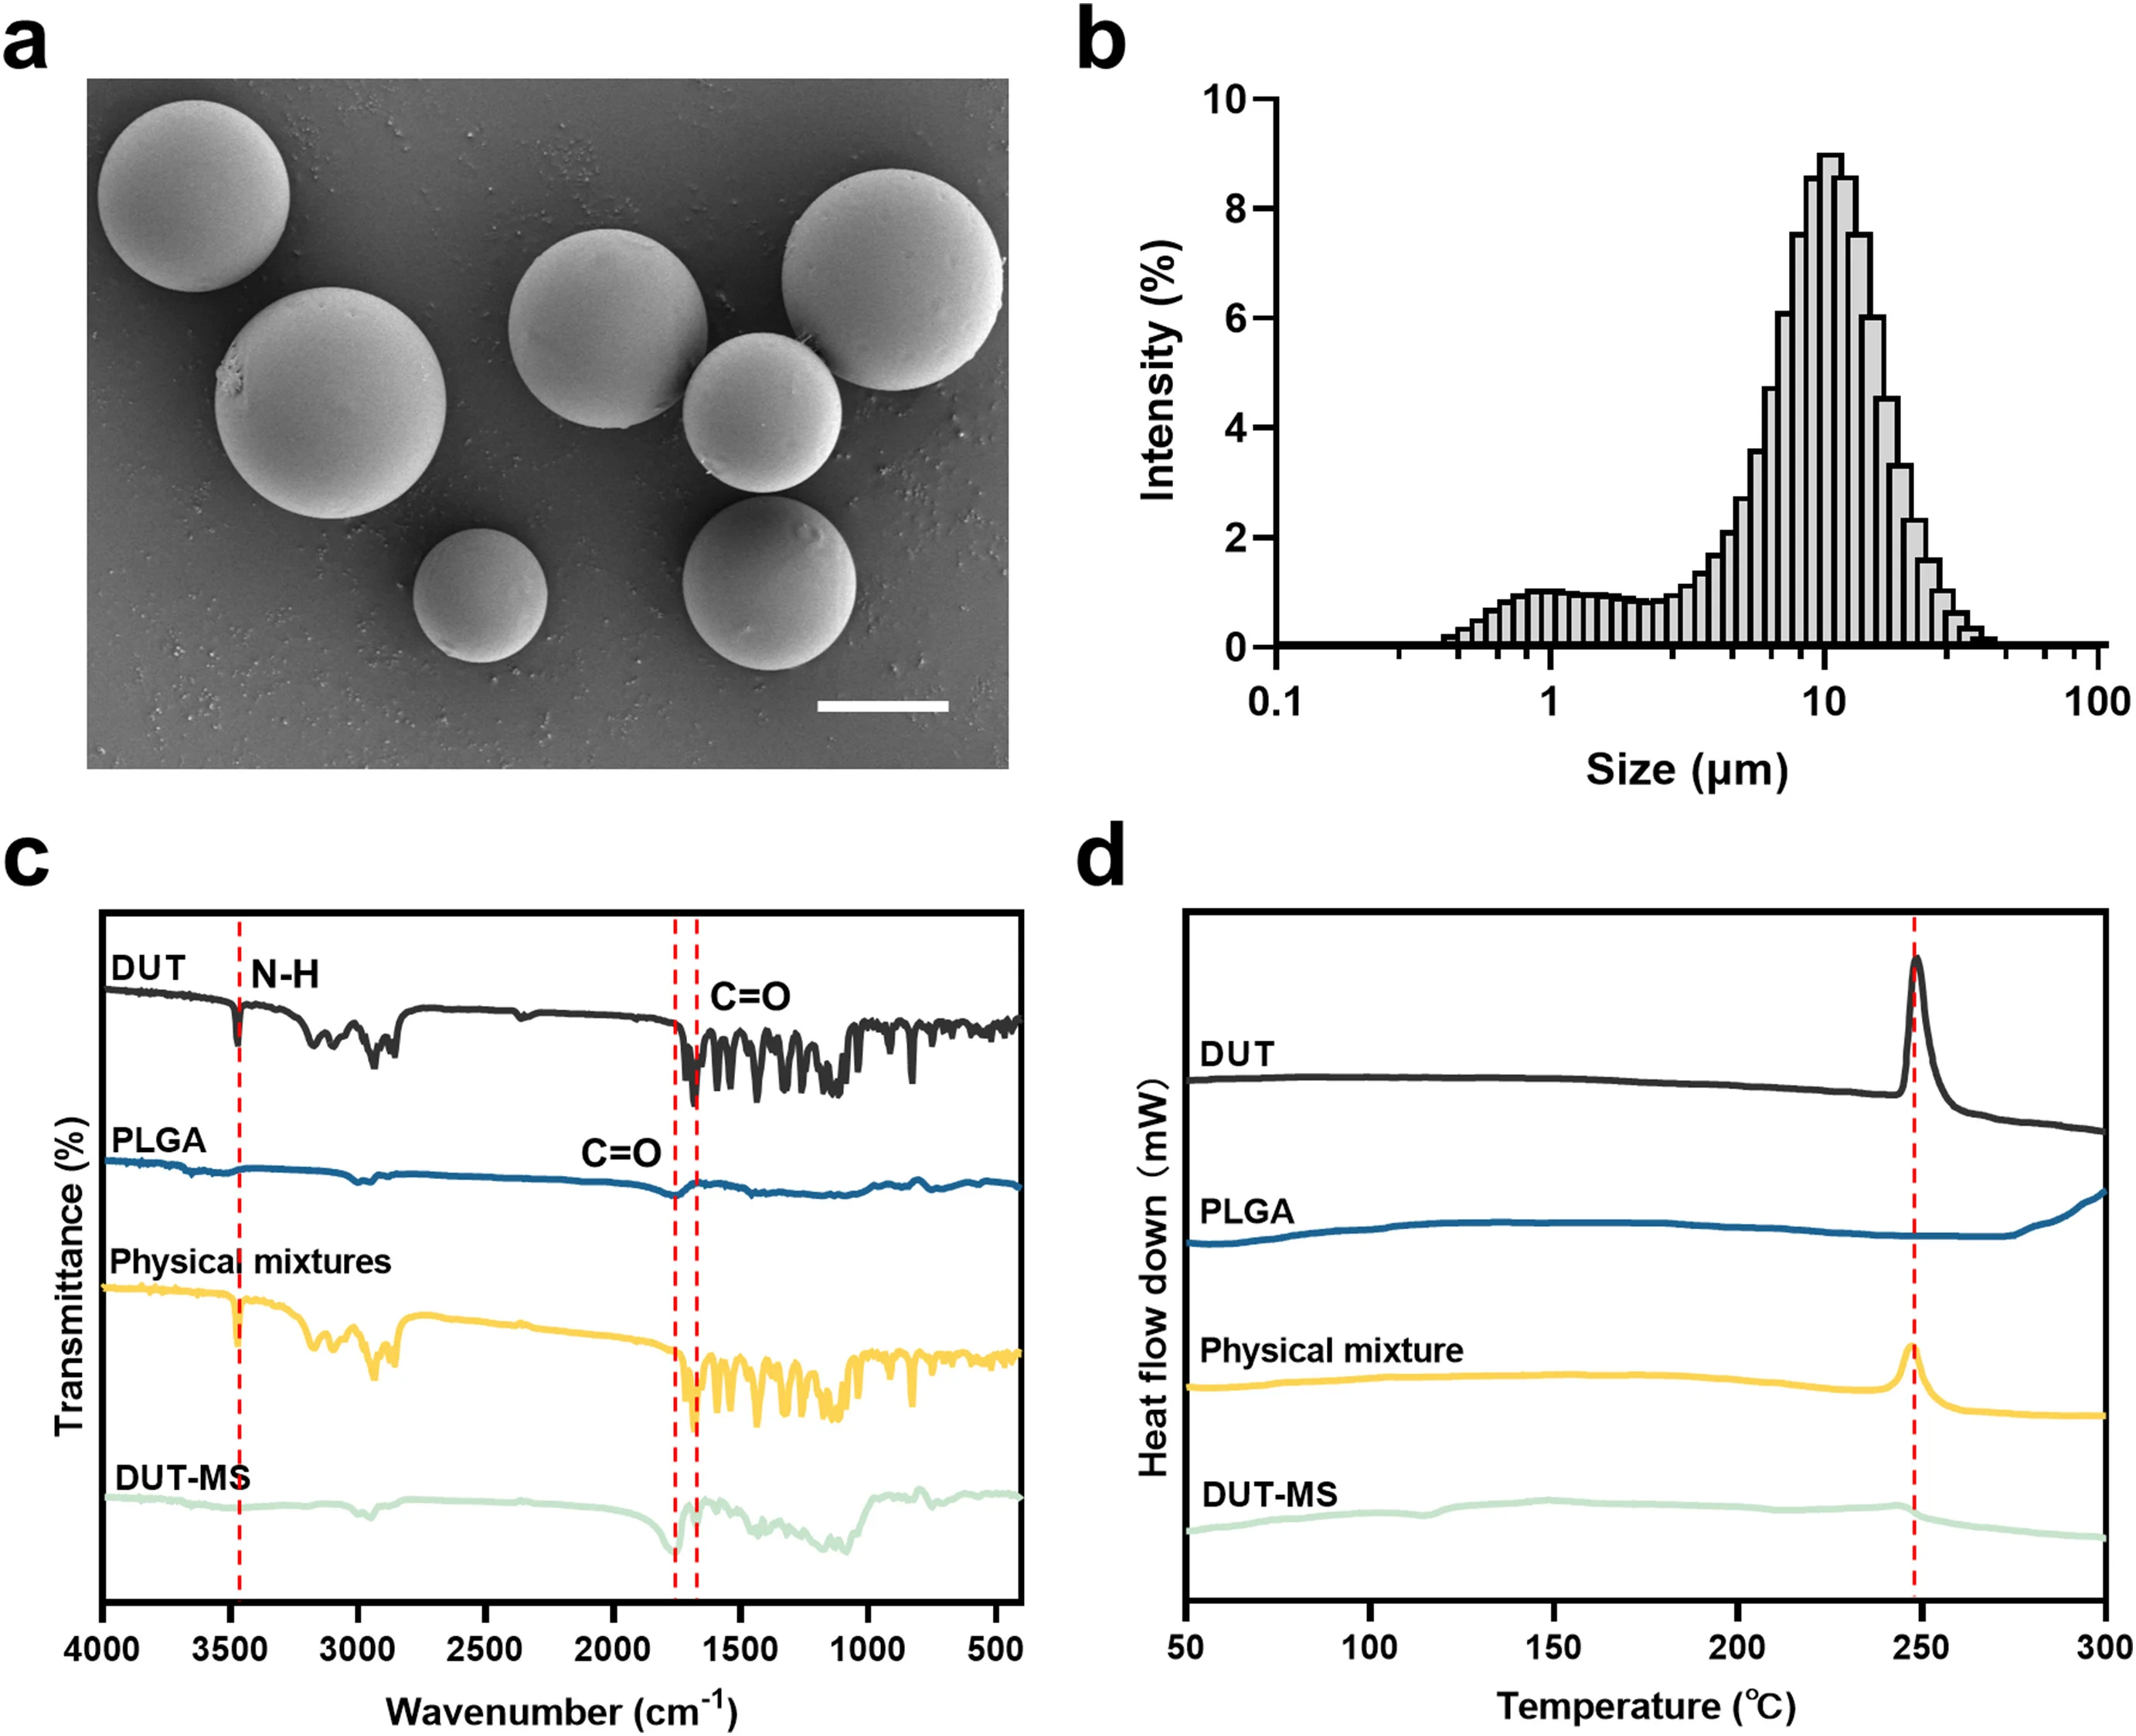 a
b
10
8
6
4
2
0
Intensity (%)
0.1 1 10 100
Size (μm)
c
DUT
N-H
C=O
PLGA
C=O
Physical mixtures
DUT-MS
Transmittance (%)
4000 3500 3000 2500 2000 1500 1000 500
Wavenumber (cm⁻¹)
d
DUT
PLGA
Physical mixture
DUT-MS
Heat flow down (mW)
50 100 150 200 250 300
Temperature (℃)